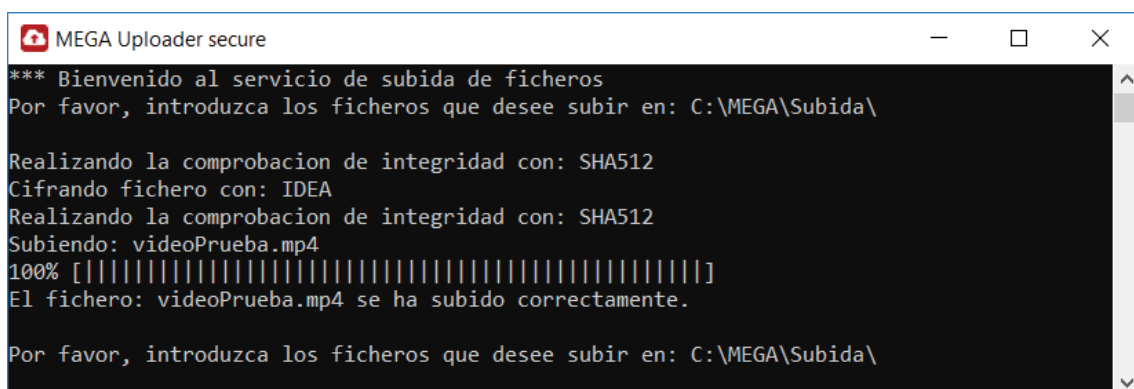 MEGA Uploader secure
*** Bienvenido al servicio de subida de ficheros
Por favor, introduzca los ficheros que desee subir en: C:\MEGA\Subida\
Realizando la comprobacion de integridad con: SHA512
Cifrando fichero con: IDEA
Realizando la comprobacion de integridad con: SHA512
Subiendo: videoPrueba.mp4
100% [||||||||||||||||||||||||||||||||||||||||||||||||||]
El fichero: videoPrueba.mp4 se ha subido correctamente.
Por favor, introduzca los ficheros que desee subir en: C:\MEGA\Subida\